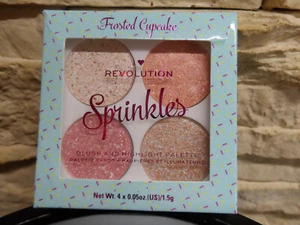 Frosted Cupcake
REVOLUTION
Sprinkles
BLUSH AND HIGHLIGHT PALETTE
Net Wt. 4 x 0.05oz (US)/1.5g